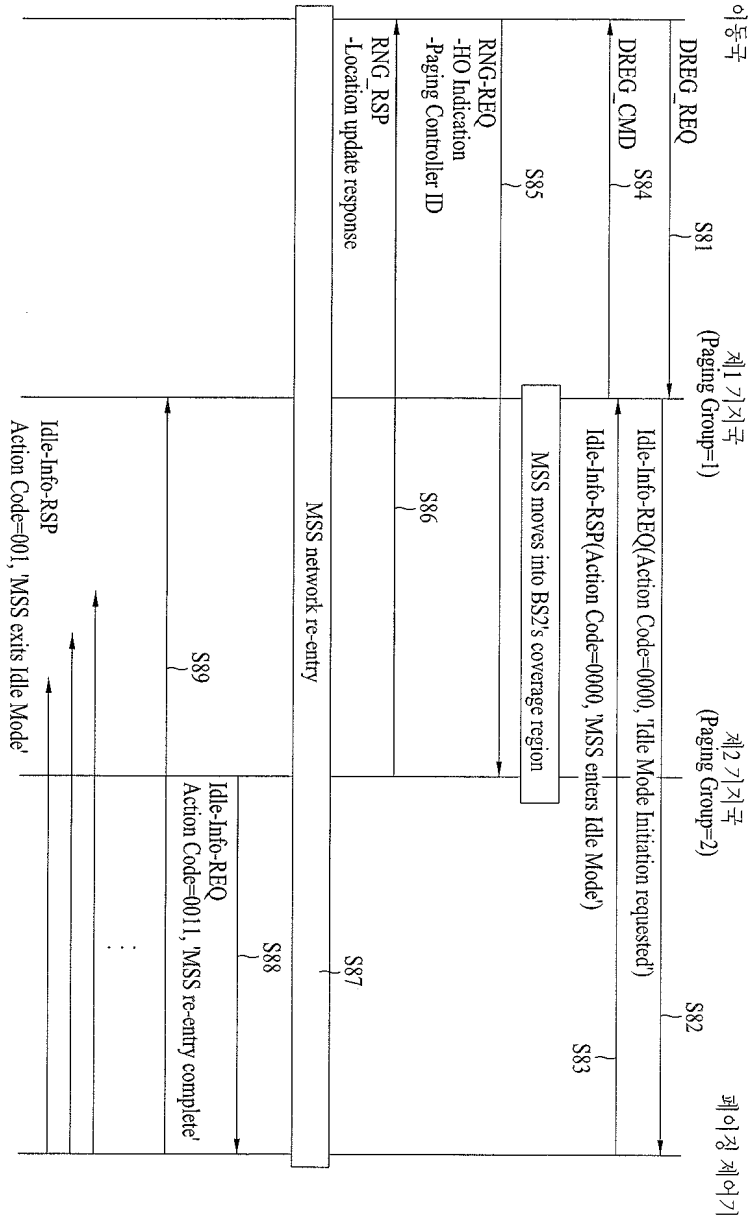 이동국
제1 기지국
(Paging Group=1)
제2 기지국
(Paging Group=2)
페이징 제어기
DREG_REQ
S81
Idle-Info-REQ(Action Code=0000, 'Idle Mode Initiation requested')
S82
Idle-Info-RSP(Action Code=0000, 'MSS enters Idle Mode')
S83
DREG_CMD
S84
MSS moves into BS2's coverage region
RNG-REQ
-HO Indication
-Paging Controller ID
S85
RNG_RSP
-Location update response
S86
MSS network re-entry
S87
Idle-Info-REQ
Action Code=0011, 'MSS re-entry complete'
S88
S89
. . .
Idle-Info-RSP
Action Code=001, 'MSS exits Idle Mode'